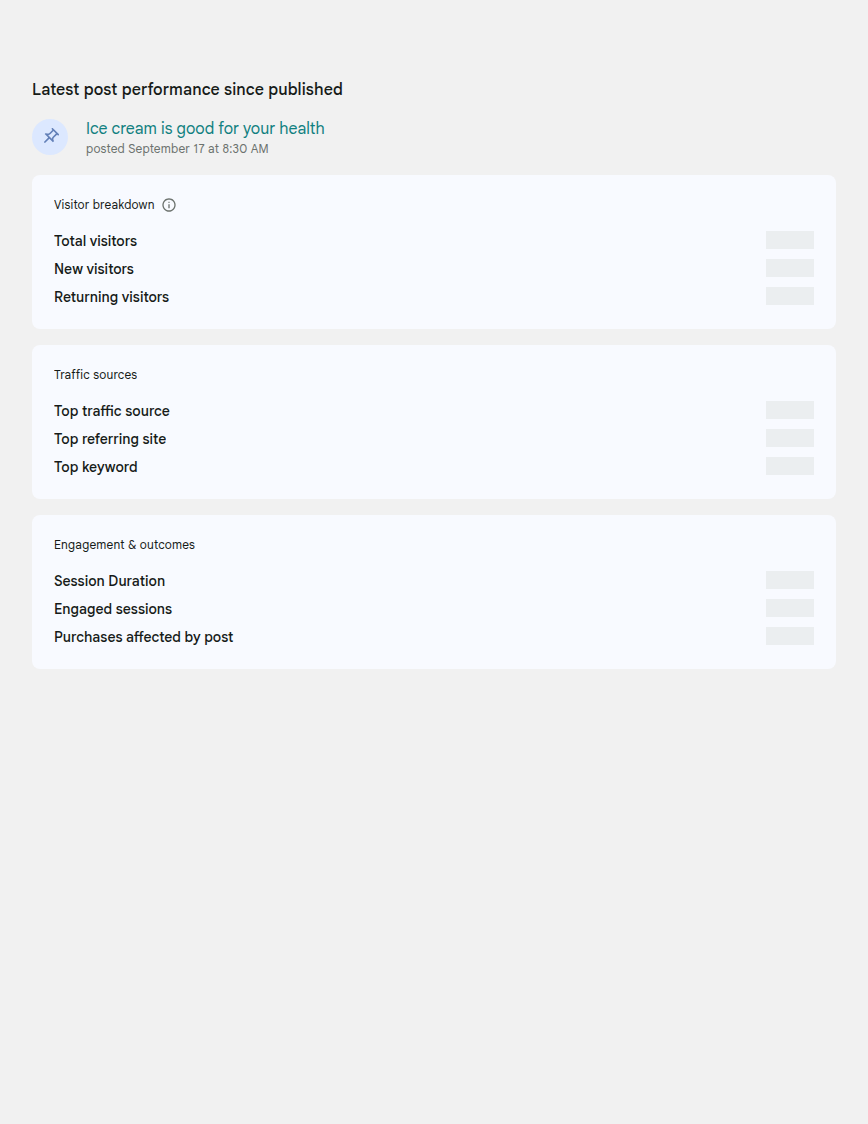 Latest post performance since published
Ice cream is good for your health
posted September 17 at 8:30 AM
Visitor breakdown
Total visitors
New visitors
Returning visitors
Traffic sources
Top traffic source
Top referring site
Top keyword
Engagement & outcomes
Session Duration
Engaged sessions
Purchases affected by post